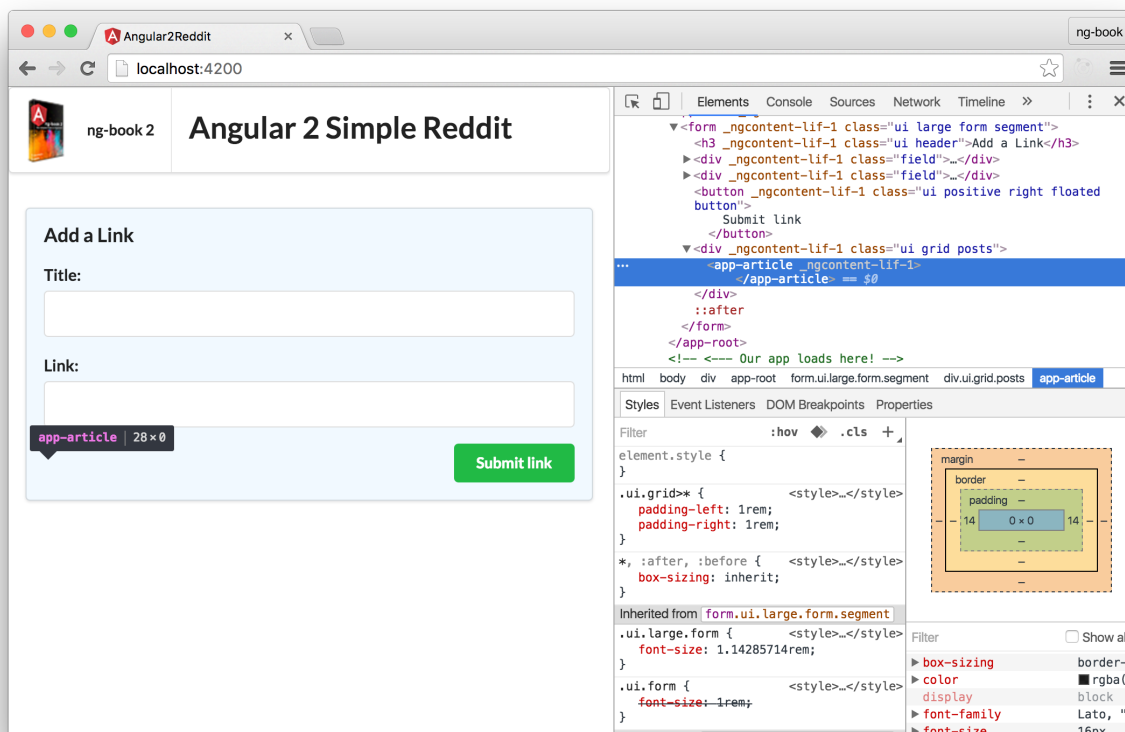 Angular2Reddit
ng-book
localhost:4200
ng-book 2
Angular 2 Simple Reddit
Add a Link
Title:
Link:
app-article | 28×0
Submit link
Elements Console Sources Network Timeline »
▼<form _ngcontent-lif-1 class="ui large form segment">
<h3 _ngcontent-lif-1 class="ui header">Add a Link</h3>
▶<div _ngcontent-lif-1 class="field">…</div>
▶<div _ngcontent-lif-1 class="field">…</div>
<button _ngcontent-lif-1 class="ui positive right floated
button">
Submit link
</button>
▼<div _ngcontent-lif-1 class="ui grid posts">
… <app-article _ngcontent-lif-1>
</app-article> == $0
</div>
::after
</form>
</app-root>
<!-- <--- Our app loads here! -->
html body div app-root form.ui.large.form.segment div.ui.grid.posts app-article
Styles Event Listeners DOM Breakpoints Properties
Filter :hov .cls +
element.style {
}
.ui.grid>* { <style>…</style>
padding-left: 1rem;
padding-right: 1rem;
}
*, :after, :before { <style>…</style>
box-sizing: inherit;
}
Inherited from form.ui.large.form.segment
.ui.large.form { <style>…</style>
font-size: 1.14285714rem;
}
.ui.form { <style>…</style>
font-size: 1rem;
}
margin –
border –
padding –
– – 14 0 × 0 14 – –
–
–
–
Filter Show al
▶ box-sizing border-
▶ color rgba(
display block
▶ font-family Lato, "
▶ font-size 16px